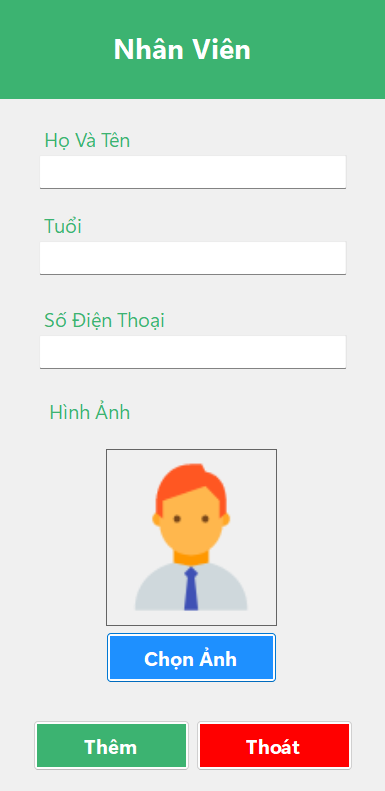 Nhân Viên
Họ Và Tên
Tuổi
Số Điện Thoại
Hình Ảnh
Chọn Ảnh
Thêm
Thoát